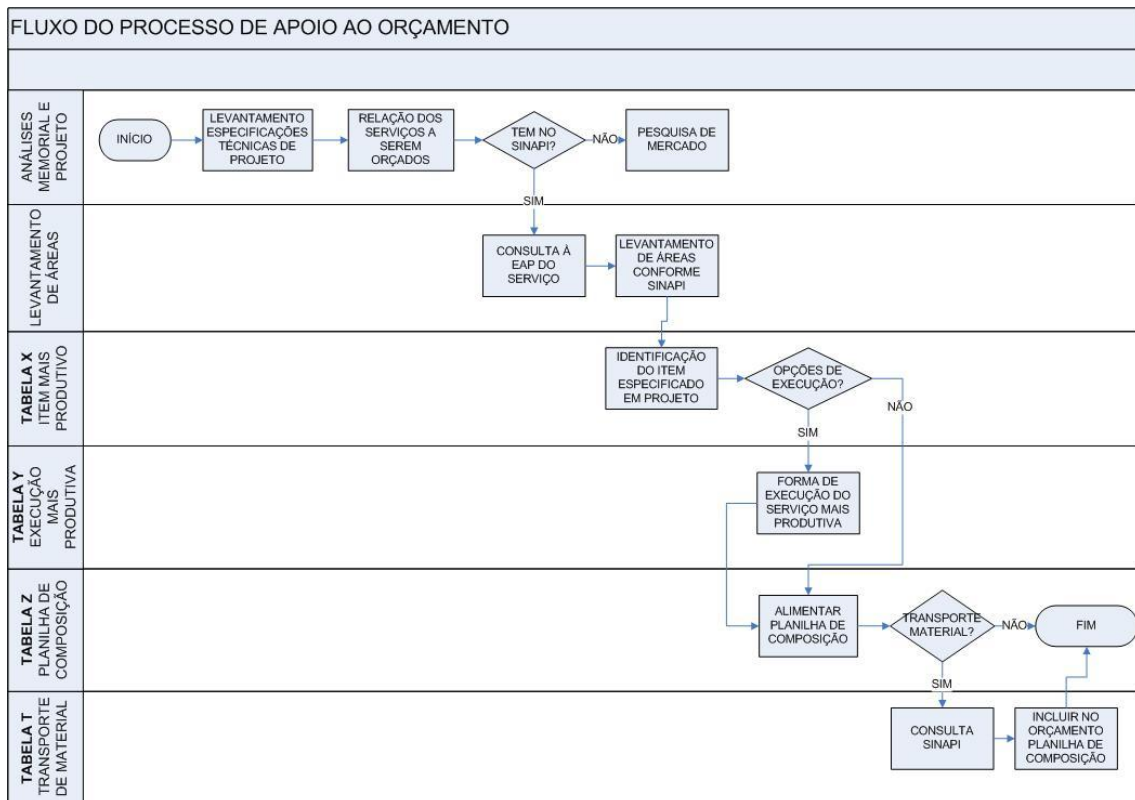 FLUXO DO PROCESSO DE APOIO AO ORÇAMENTO
ANÁLISES
MEMORIAL E
PROJETO
INÍCIO
LEVANTAMENTO
ESPECIFICAÇÕES
TÉCNICAS DE
PROJETO
RELAÇÃO DOS
SERVIÇOS A
SEREM
ORÇADOS
TEM NO
SINAPI?
NÃO
PESQUISA DE
MERCADO
SIM
LEVANTAMENTO
DE ÁREAS
CONSULTA À
EAP DO
SERVIÇO
LEVANTAMENTO
DE ÁREAS
CONFORME
SINAPI
TABELA X
ITEM MAIS
PRODUTIVO
IDENTIFICAÇÃO
DO ITEM
ESPECIFICADO
EM PROJETO
OPÇÕES DE
EXECUÇÃO?
NÃO
SIM
TABELA Y
EXECUÇÃO
MAIS
PRODUTIVA
FORMA DE
EXECUÇÃO DO
SERVIÇO MAIS
PRODUTIVA
TABELA Z
PLANILHA DE
COMPOSIÇÃO
ALIMENTAR
PLANILHA DE
COMPOSIÇÃO
TRANSPORTE
MATERIAL?
NÃO
FIM
SIM
TABELA T
TRANSPORTE
DE MATERIAL
CONSULTA
SINAPI
INCLUIR NO
ORÇAMENTO
PLANILHA DE
COMPOSIÇÃO